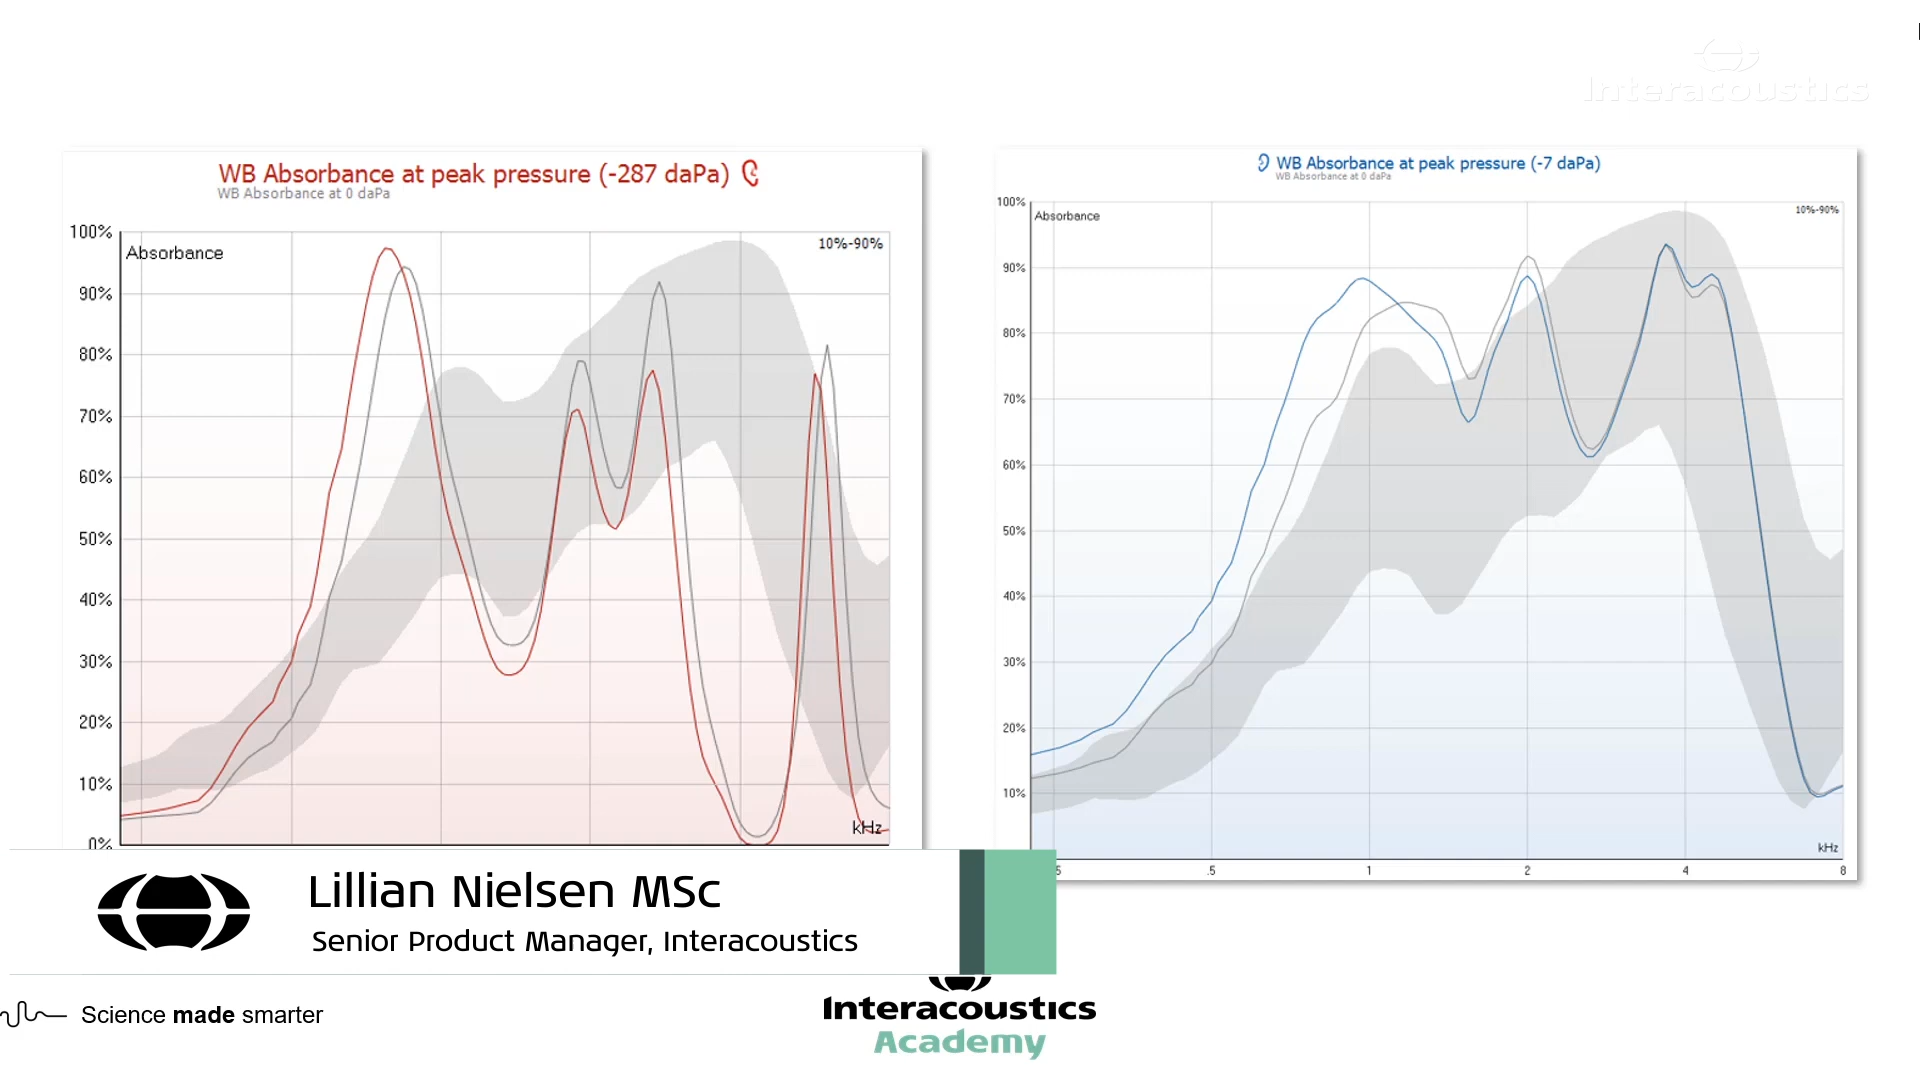 Interacoustics
WB Absorbance at peak pressure (-287 daPa)
WB Absorbance at 0 daPa
100%
Absorbance
10%-90%
90%
80%
70%
60%
50%
40%
30%
20%
10%
0%
kHz
WB Absorbance at peak pressure (-7 daPa)
WB Absorbance at 0 daPa
100%
Absorbance
10%-90%
90%
80%
70%
60%
50%
40%
30%
20%
10%
kHz
5 .5 1 2 4 8
Lillian Nielsen MSc
Senior Product Manager, Interacoustics
Science made smarter
Interacoustics
Academy